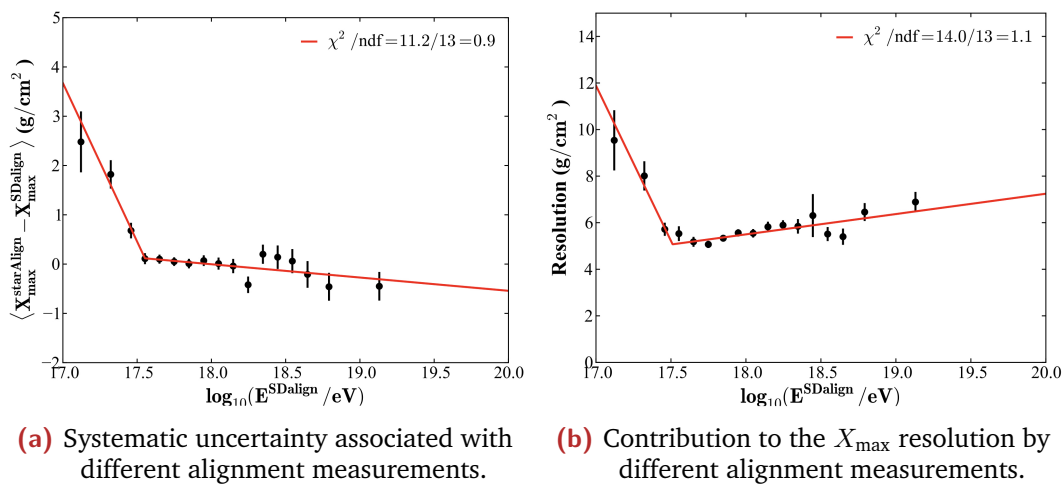 5
4
3
2
1
0
−1
−2
⟨X_max^starAlign − X_max^SDalign⟩ (g/cm²)
χ² /ndf=11.2/13=0.9
17.0 17.5 18.0 18.5 19.0 19.5 20.0
log₁₀(E^SDalign /eV)
(a) Systematic uncertainty associated with
different alignment measurements.
14
12
10
8
6
4
2
0
Resolution (g/cm²)
χ² /ndf=14.0/13=1.1
17.0 17.5 18.0 18.5 19.0 19.5 20.0
log₁₀(E^SDalign /eV)
(b) Contribution to the X_max resolution by
different alignment measurements.